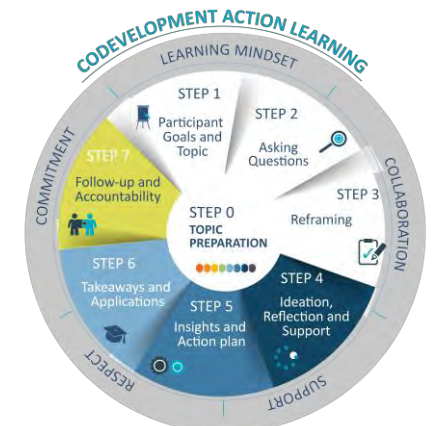 CODEVELOPMENT ACTION LEARNING
LEARNING MINDSET
COLLABORATION
SUPPORT
RESPECT
COMMITMENT
STEP 0
TOPIC
PREPARATION
STEP 1
Participant
Goals and
Topic
STEP 2
Asking
Questions
STEP 3
Reframing
STEP 4
Ideation,
Reflection and
Support
STEP 5
Insights and
Action plan
STEP 6
Takeaways and
Applications
STEP 7
Follow-up and
Accountability